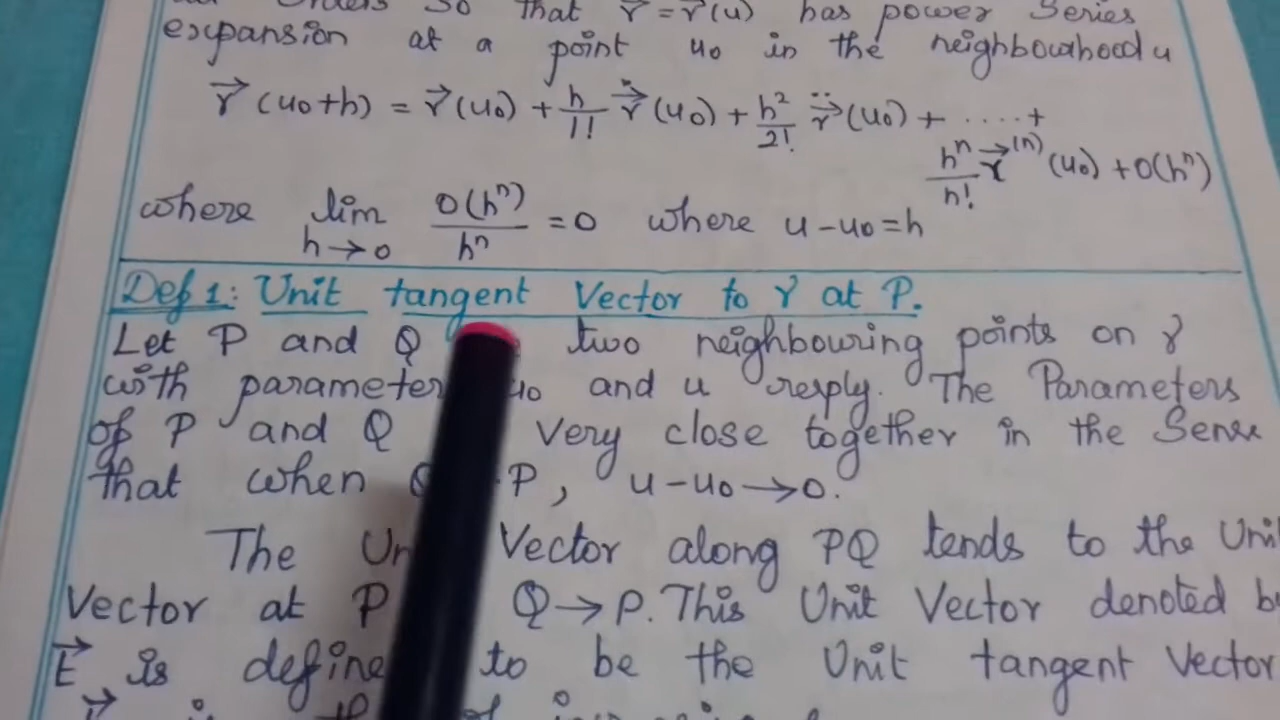 so that r⃗ = r⃗(u) has power series
expansion at a point u₀ in the neighbourhood u
r⃗(u₀+h) = r⃗(u₀) + h/1! ṙ⃗(u₀) + h²/2! r̈⃗(u₀) + ..... +
hⁿ/n! r⃗⁽ⁿ⁾(u₀) + O(hⁿ)
where lim h→0 O(hⁿ)/hⁿ = 0 where u-u₀=h
Def 1: Unit tangent Vector to γ at P.
Let P and Q two neighbouring points on γ
with parameter u₀ and u resply. The Parameters
of P and Q very close together in the Sense
that when P, u-u₀→0.
The Vector along PQ tends to the
Vector at P Q→P. This Unit Vector denoted
is to be the Unit tangent Vector